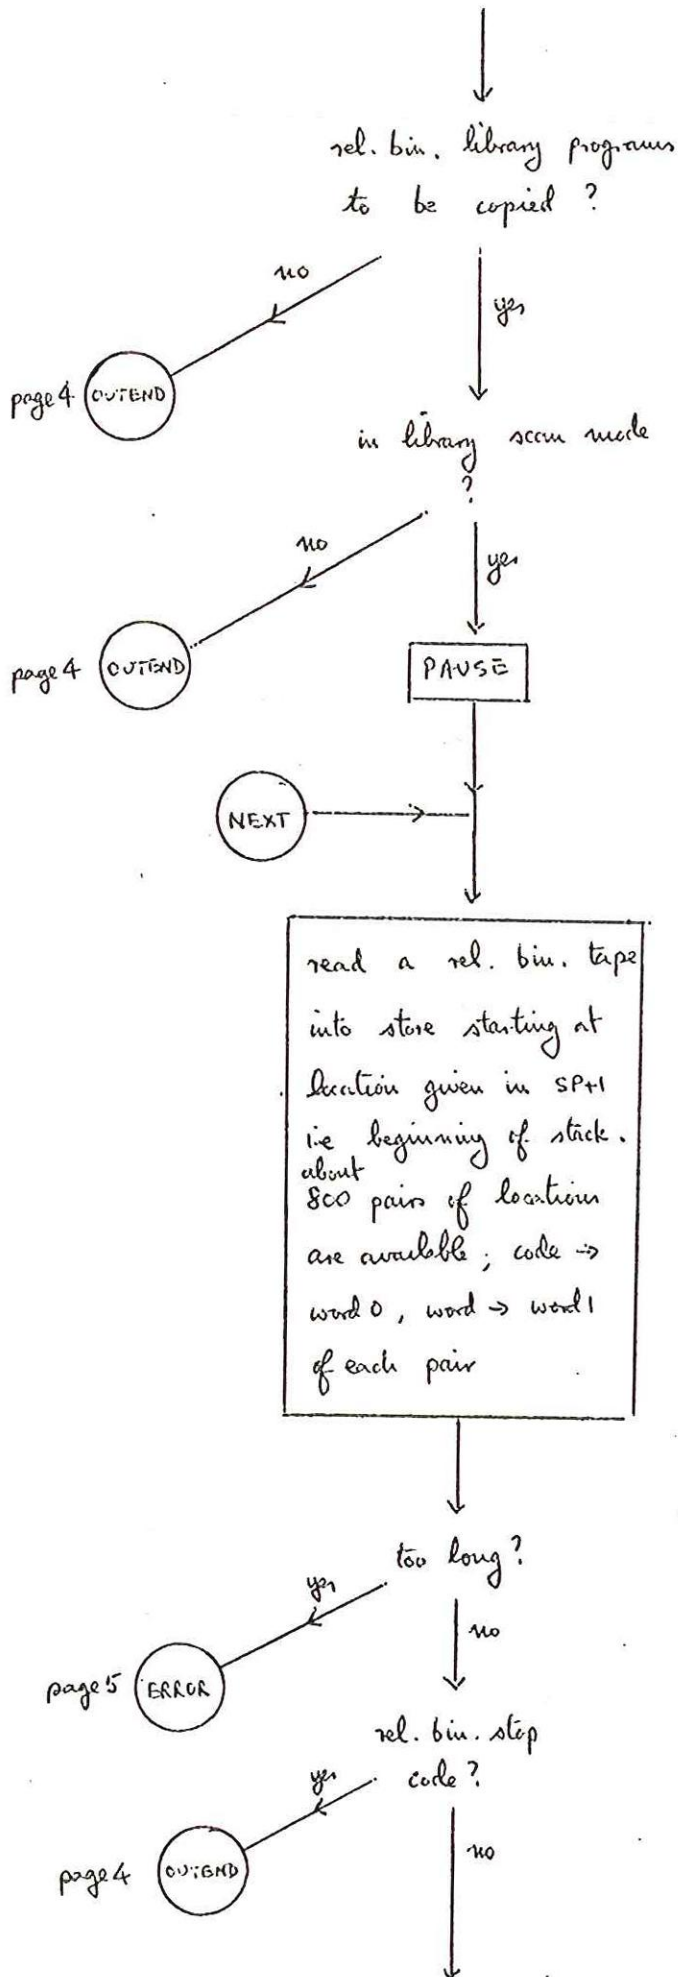 rel. bin. library programs
to be copied ?
no
yes
page 4 OUTEND
in library scan mode
?
no
yes
page 4 OUTEND
PAUSE
NEXT
read a rel. bin. tape
into store starting at
location given in SP+1
i.e beginning of stack.
about
800 pairs of locations
are available; code →
word 0, word → word 1
of each pair
too long?
yes
no
page 5 ERROR
rel. bin. stop
code?
yes
no
page 4 OUTEND